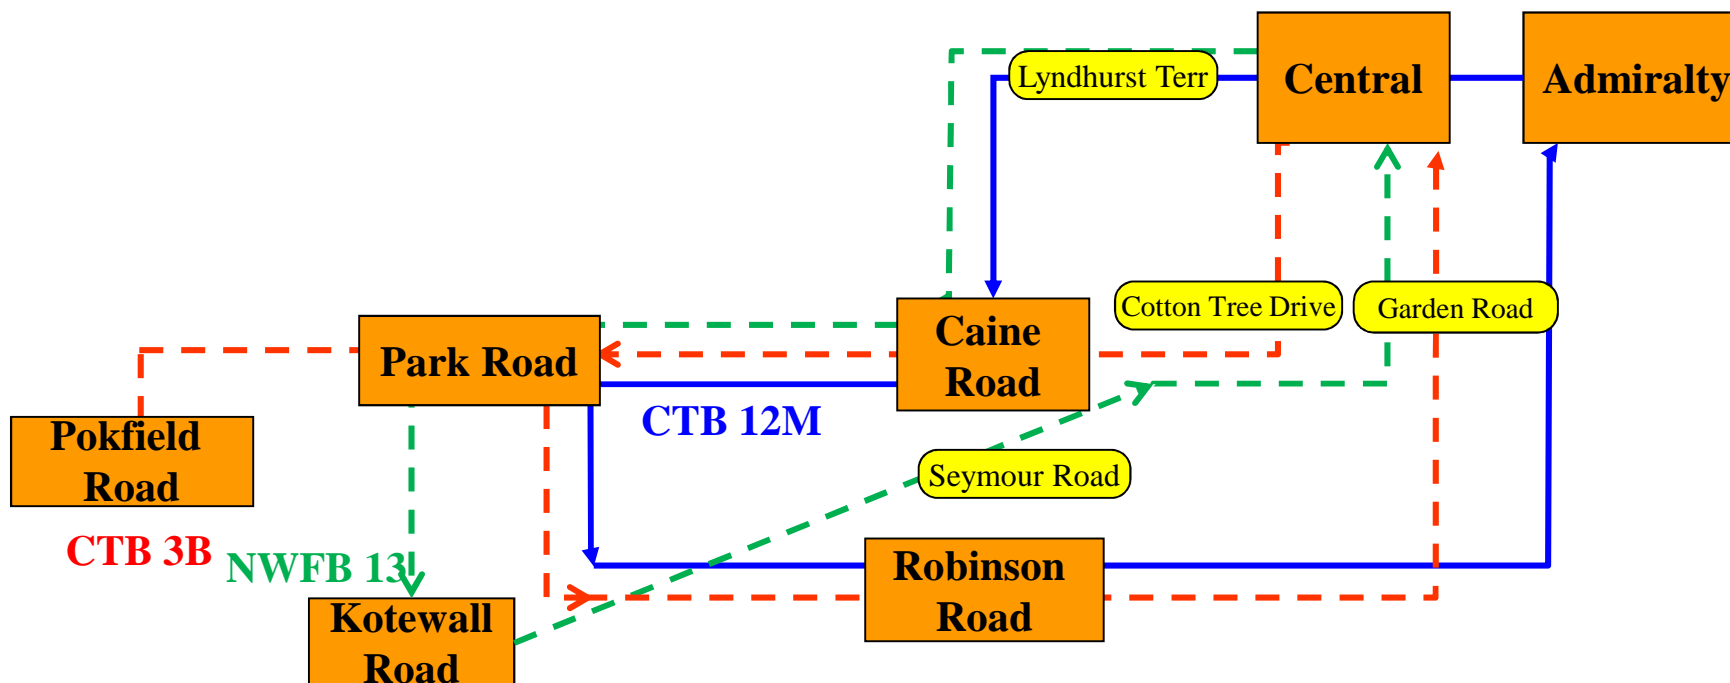 Lyndhurst Terr
Central
Admiralty
Cotton Tree Drive
Garden Road
Caine
Road
Park Road
CTB 12M
Pokfield
Road
Seymour Road
CTB 3B
NWFB 13
Robinson
Road
Kotewall
Road